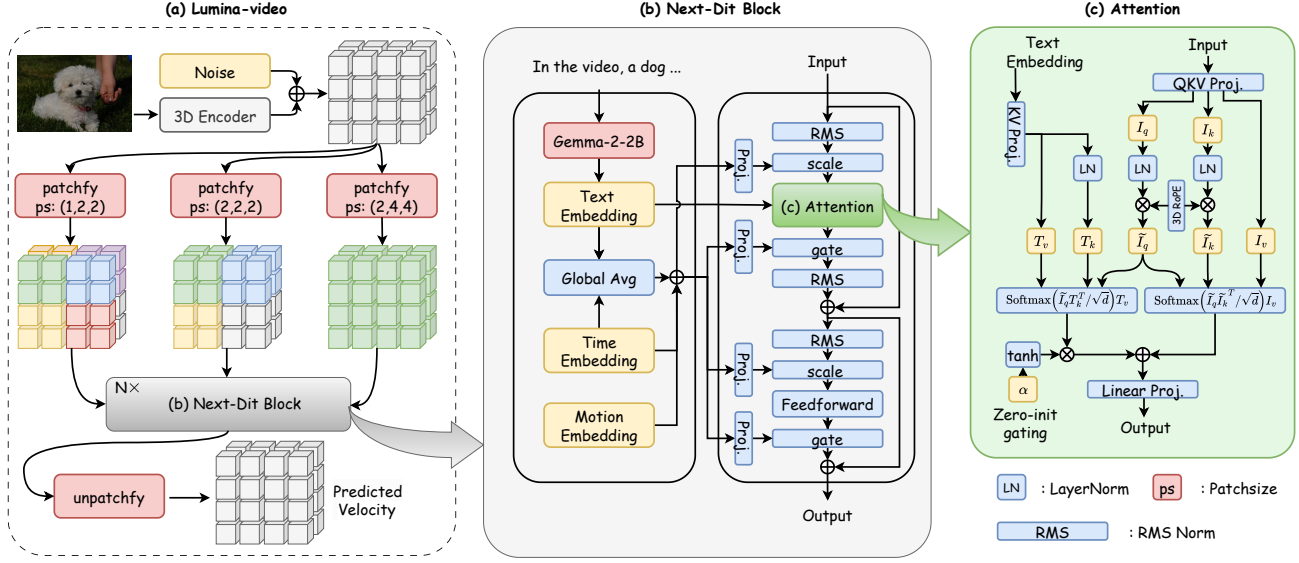 (a) Lumina-video
Noise
3D Encoder
patchfy
ps: (1,2,2)
patchfy
ps: (2,2,2)
patchfy
ps: (2,4,4)
N×
(b) Next-Dit Block
unpatchfy
Predicted
Velocity
(b) Next-Dit Block
In the video, a dog ...
Gemma-2-2B
Text
Embedding
Global Avg
Time
Embedding
Motion
Embedding
Input
RMS
Proj.
scale
(c) Attention
Proj.
gate
RMS
RMS
Proj.
scale
Feedforward
Proj.
gate
Output
(c) Attention
Text
Embedding
Input
QKV Proj.
KV Proj.
I_q
I_k
LN
LN
LN
3D RoPE
T_v
T_k
Ĩ_q
Ĩ_k
I_v
Softmax(Ĩ_qT_k^T/√d)T_v
Softmax(Ĩ_qĨ_k^T/√d)I_v
tanh
α
Zero-init
gating
Linear Proj.
Output
LN : LayerNorm
ps : Patchsize
RMS : RMS Norm